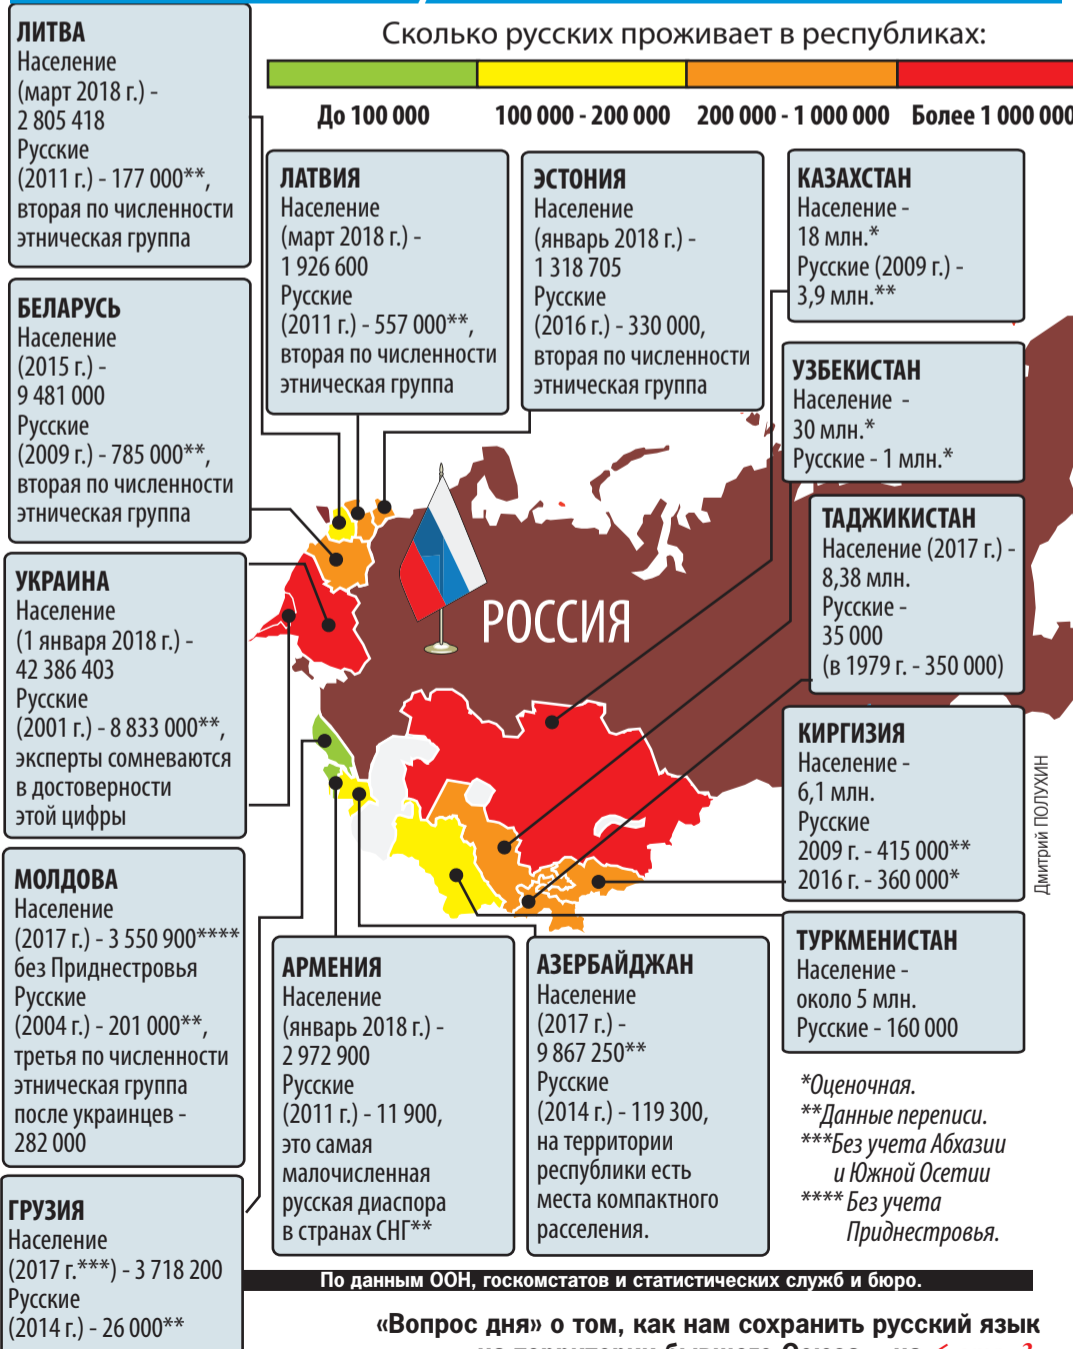 Сколько русских проживает в республиках:
До 100 000
100 000 - 200 000
200 000 - 1 000 000
Более 1 000 000
ЛИТВА
Население
(март 2018 г.) -
2 805 418
Русские
(2011 г.) - 177 000**,
вторая по численности
этническая группа
ЛАТВИЯ
Население
(март 2018 г.) -
1 926 600
Русские
(2011 г.) - 557 000**,
вторая по численности
этническая группа
ЭСТОНИЯ
Население
(январь 2018 г.) -
1 318 705
Русские
(2016 г.) - 330 000,
вторая по численности
этническая группа
КАЗАХСТАН
Население -
18 млн.*
Русские (2009 г.) -
3,9 млн.**
БЕЛАРУСЬ
Население
(2015 г.) -
9 481 000
Русские
(2009 г.) - 785 000**,
вторая по численности
этническая группа
УЗБЕКИСТАН
Население -
30 млн.*
Русские - 1 млн.*
ТАДЖИКИСТАН
Население (2017 г.) -
8,38 млн.
Русские -
35 000
(в 1979 г. - 350 000)
УКРАИНА
Население
(1 января 2018 г.) -
42 386 403
Русские
(2001 г.) - 8 833 000**,
эксперты сомневаются
в достоверности
этой цифры
РОССИЯ
КИРГИЗИЯ
Население -
6,1 млн.
Русские
2009 г. - 415 000**
2016 г. - 360 000*
Дмитрий ПОЛУХИН
МОЛДОВА
Население
(2017 г.) - 3 550 900****
без Приднестровья
Русские
(2004 г.) - 201 000**,
третья по численности
этническая группа
после украинцев -
282 000
АРМЕНИЯ
Население
(январь 2018 г.) -
2 972 900
Русские
(2011 г.) - 11 900,
это самая
малочисленная
русская диаспора
в странах СНГ**
АЗЕРБАЙДЖАН
Население
(2017 г.) -
9 867 250**
Русские
(2014 г.) - 119 300,
на территории
республики есть
места компактного
расселения.
ТУРКМЕНИСТАН
Население -
около 5 млн.
Русские - 160 000
*Оценочная.
**Данные переписи.
***Без учета Абхазии
и Южной Осетии
**** Без учета
Приднестровья.
ГРУЗИЯ
Население
(2017 г.***) - 3 718 200
Русские
(2014 г.) - 26 000**
По данным ООН, госкомстатов и статистических служб и бюро.
«Вопрос дня» о том, как нам сохранить русский язык
на территории бывшего Союза